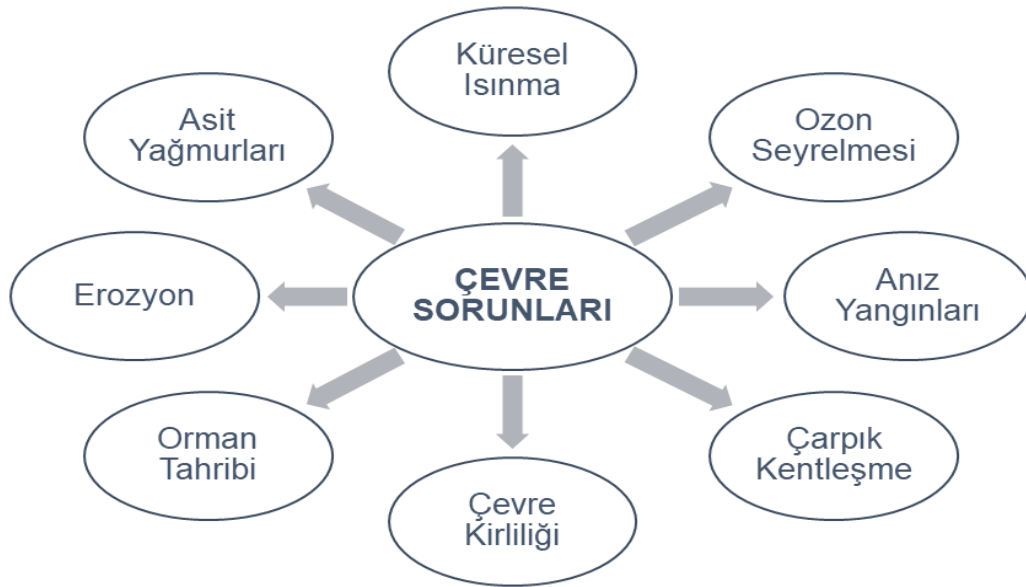 Küresel
Isınma
Asit
Yağmurları
Ozon
Seyrelmesi
ÇEVRE
SORUNLARI
Erozyon
Anız
Yangınları
Orman
Tahribi
Çarpık
Kentleşme
Çevre
Kirliliği